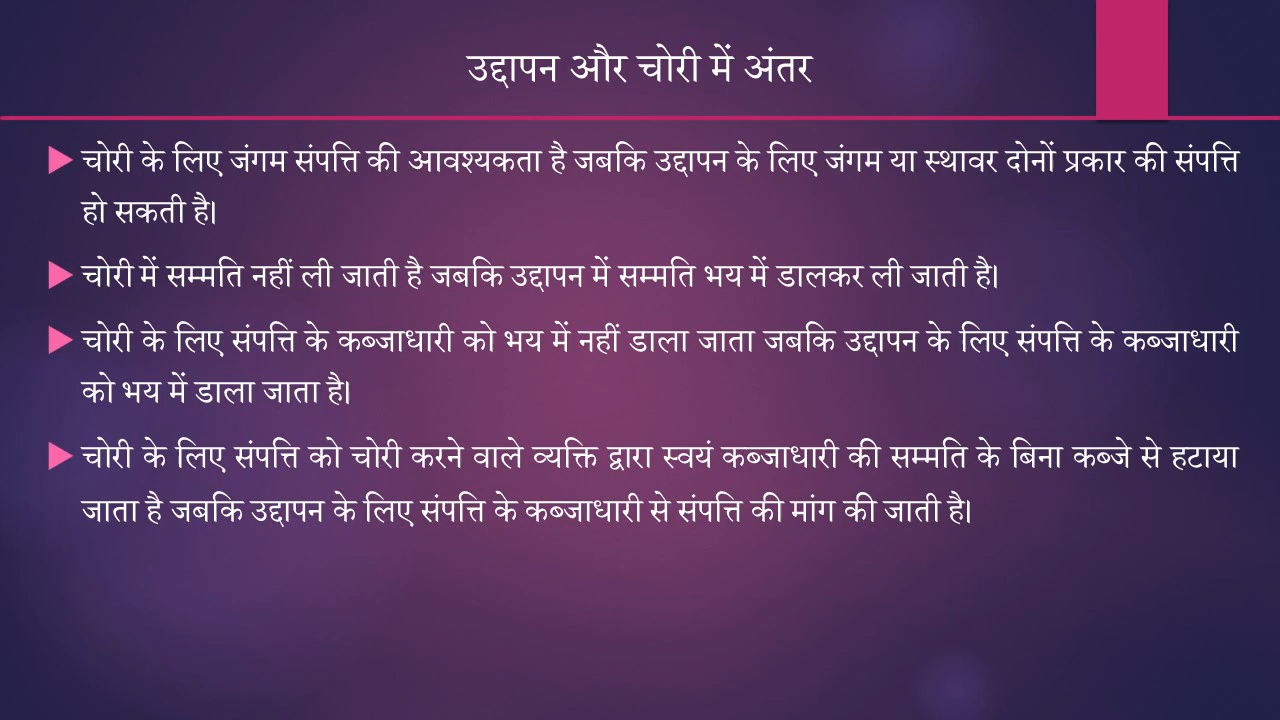 उद्दापन और चोरी में अंतर
चोरी के लिए जंगम संपत्ति की आवश्यकता है जबकि उद्दापन के लिए जंगम या स्थावर दोनों प्रकार की संपत्ति
हो सकती है।
चोरी में सम्मति नहीं ली जाती है जबकि उद्दापन में सम्मति भय में डालकर ली जाती है।
चोरी के लिए संपत्ति के कब्जाधारी को भय में नहीं डाला जाता जबकि उद्दापन के लिए संपत्ति के कब्जाधारी
को भय में डाला जाता है।
चोरी के लिए संपत्ति को चोरी करने वाले व्यक्ति द्वारा स्वयं कब्जाधारी की सम्मति के बिना कब्जे से हटाया
जाता है जबकि उद्दापन के लिए संपत्ति के कब्जाधारी से संपत्ति की मांग की जाती है।